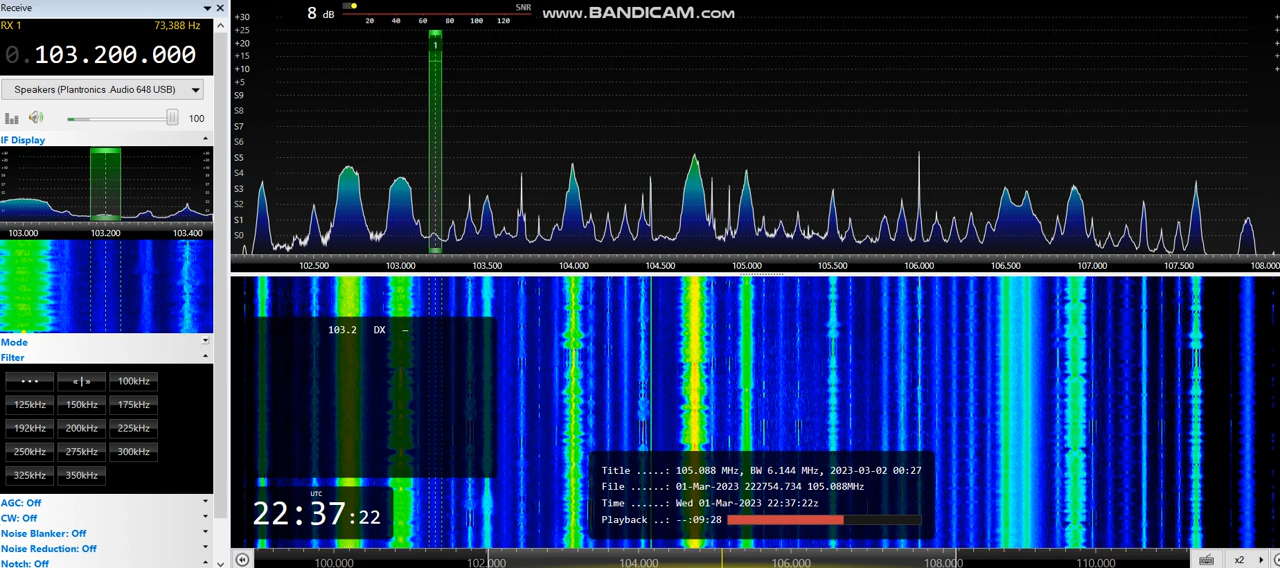 Receive
RX 1 73,388 Hz
0.103.200.000
Speakers (Plantronics .Audio 648 USB)
100
IF Display
103.000 103.200 103.400
Mode
Filter
••• «|» 100kHz
125kHz 150kHz 175kHz
192kHz 200kHz 225kHz
250kHz 275kHz 300kHz
325kHz 350kHz
AGC: Off
CW: Off
Noise Blanker: Off
Noise Reduction: Off
Notch: Off
8 dB
SNR
20 40 60 80 100 120
www.BANDICAM.com
+30
+25
+20
+15
+10
+5
S9
S8
S7
S6
S5
S4
S3
S2
S1
S0
1
102.500 103.000 103.500 104.000 104.500 105.000 105.500 106.000 106.500 107.000 107.500 108.000
103.2 DX –
UTC
22:37:22
Title .....: 105.088 MHz, BW 6.144 MHz, 2023-03-02 00:27
File ......: 01-Mar-2023 222754.734 105.088MHz
Time ......: Wed 01-Mar-2023 22:37:22z
Playback ..: --:09:28
100.000 102.000 104.000 106.000 108.000 110.000
x2